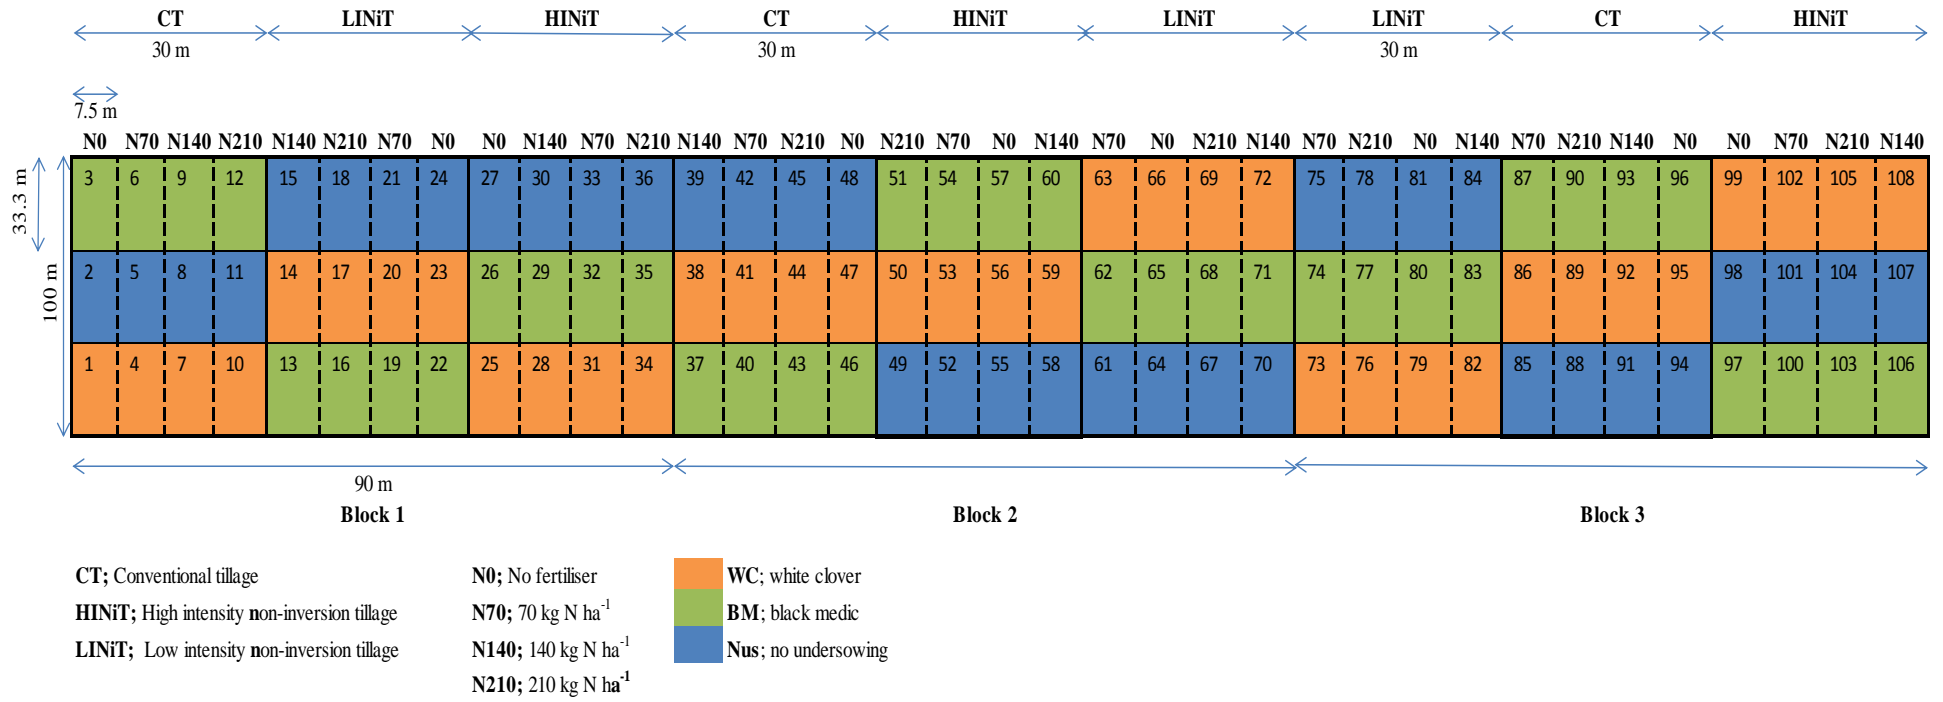 CT LINiT HINiT CT HINiT LINiT LINiT CT HINiT
30 m 30 m 30 m
7.5 m
N0 N70 N140 N210 N140 N210 N70 N0 N0 N140 N70 N210 N140 N70 N210 N0 N210 N70 N0 N140 N70 N0 N210 N140 N70 N210 N0 N140 N70 N210 N140 N0 N0 N70 N210 N140
33.3 m
100 m
3 6 9 12 15 18 21 24 27 30 33 36 39 42 45 48 51 54 57 60 63 66 69 72 75 78 81 84 87 90 93 96 99 102 105 108
2 5 8 11 14 17 20 23 26 29 32 35 38 41 44 47 50 53 56 59 62 65 68 71 74 77 80 83 86 89 92 95 98 101 104 107
1 4 7 10 13 16 19 22 25 28 31 34 37 40 43 46 49 52 55 58 61 64 67 70 73 76 79 82 85 88 91 94 97 100 103 106
90 m
Block 1 Block 2 Block 3
CT; Conventional tillage N0; No fertiliser WC; white clover
HINiT; High intensity non-inversion tillage N70; 70 kg N ha⁻¹ BM; black medic
LINiT; Low intensity non-inversion tillage N140; 140 kg N ha⁻¹ Nus; no undersowing
N210; 210 kg N ha⁻¹